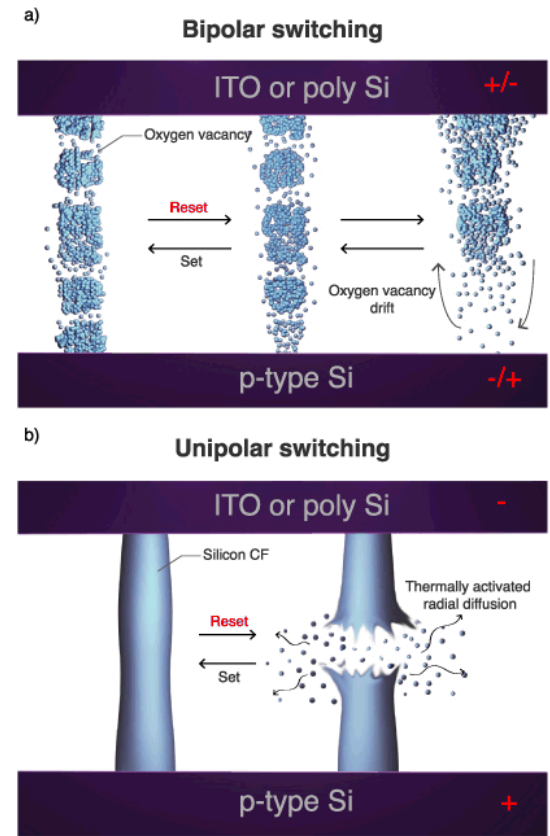 a)
Bipolar switching
ITO or poly Si
+/-
Oxygen vacancy
Reset
Set
Oxygen vacancy
drift
p-type Si
-/+
b)
Unipolar switching
ITO or poly Si
-
Silicon CF
Thermally activated
radial diffusion
Reset
Set
p-type Si
+